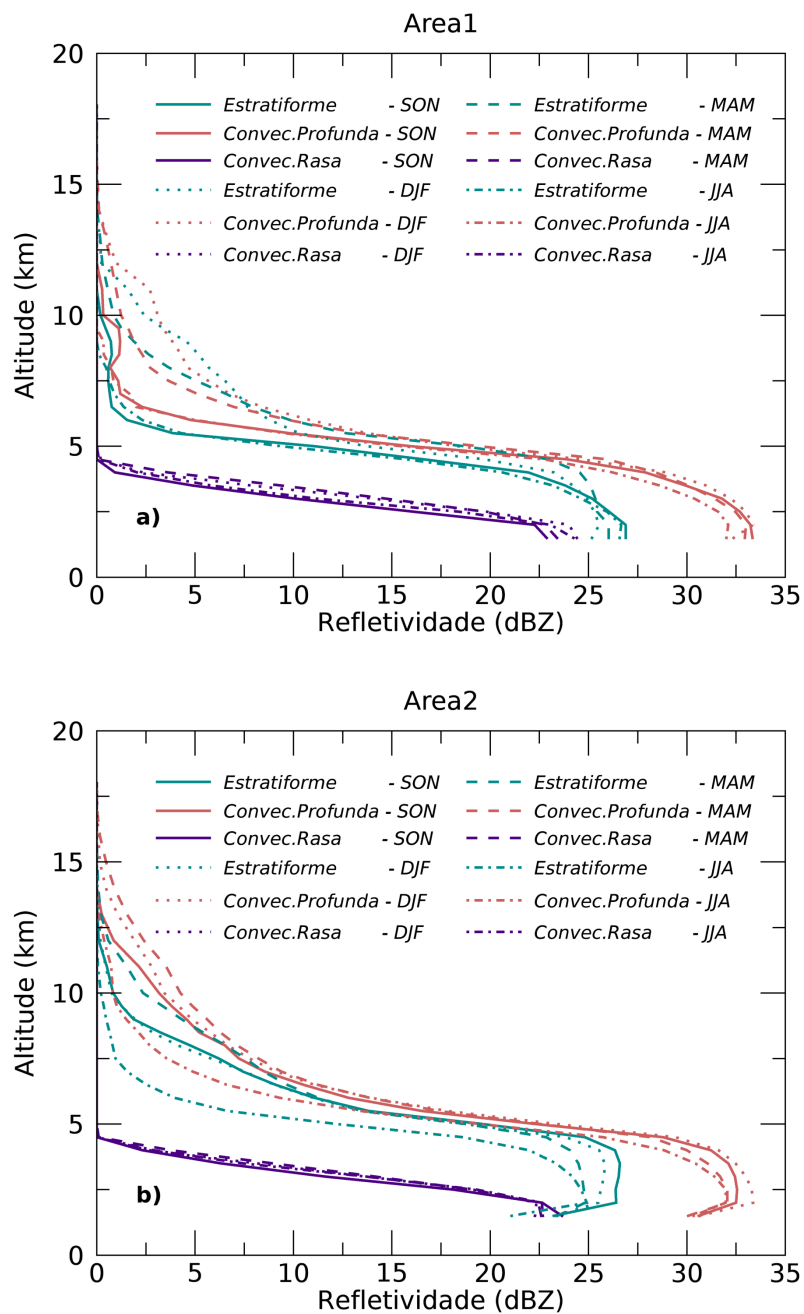 Area1
20
15
10
5
0
Altitude (km)
Estratiforme - SON
Convec.Profunda - SON
Convec.Rasa - SON
Estratiforme - DJF
Convec.Profunda - DJF
Convec.Rasa - DJF
Estratiforme - MAM
Convec.Profunda - MAM
Convec.Rasa - MAM
Estratiforme - JJA
Convec.Profunda - JJA
Convec.Rasa - JJA
a)
0 5 10 15 20 25 30 35
Refletividade (dBZ)
Area2
20
15
10
5
0
Altitude (km)
Estratiforme - SON
Convec.Profunda - SON
Convec.Rasa - SON
Estratiforme - DJF
Convec.Profunda - DJF
Convec.Rasa - DJF
Estratiforme - MAM
Convec.Profunda - MAM
Convec.Rasa - MAM
Estratiforme - JJA
Convec.Profunda - JJA
Convec.Rasa - JJA
b)
0 5 10 15 20 25 30 35
Refletividade (dBZ)